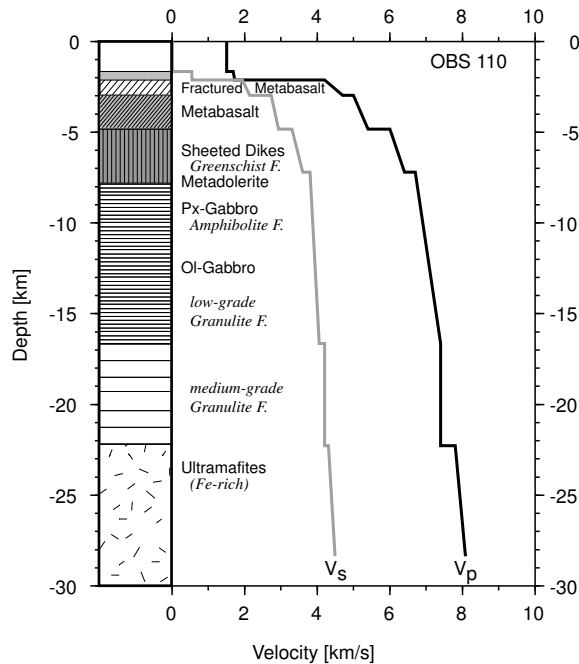 0 2 4 6 8 10
0 0
OBS 110
Fractured Metabasalt
Metabasalt
-5 -5
Sheeted Dikes
Greenschist F.
Metadolerite
Px-Gabbro
-10 -10
Amphibolite F.
Ol-Gabbro
Depth [km]
low-grade
-15 -15
Granulite F.
medium-grade
Granulite F.
-20 -20
Ultramafites
(Fe-rich)
-25 -25
Vs Vp
-30 -30
0 2 4 6 8 10
Velocity [km/s]